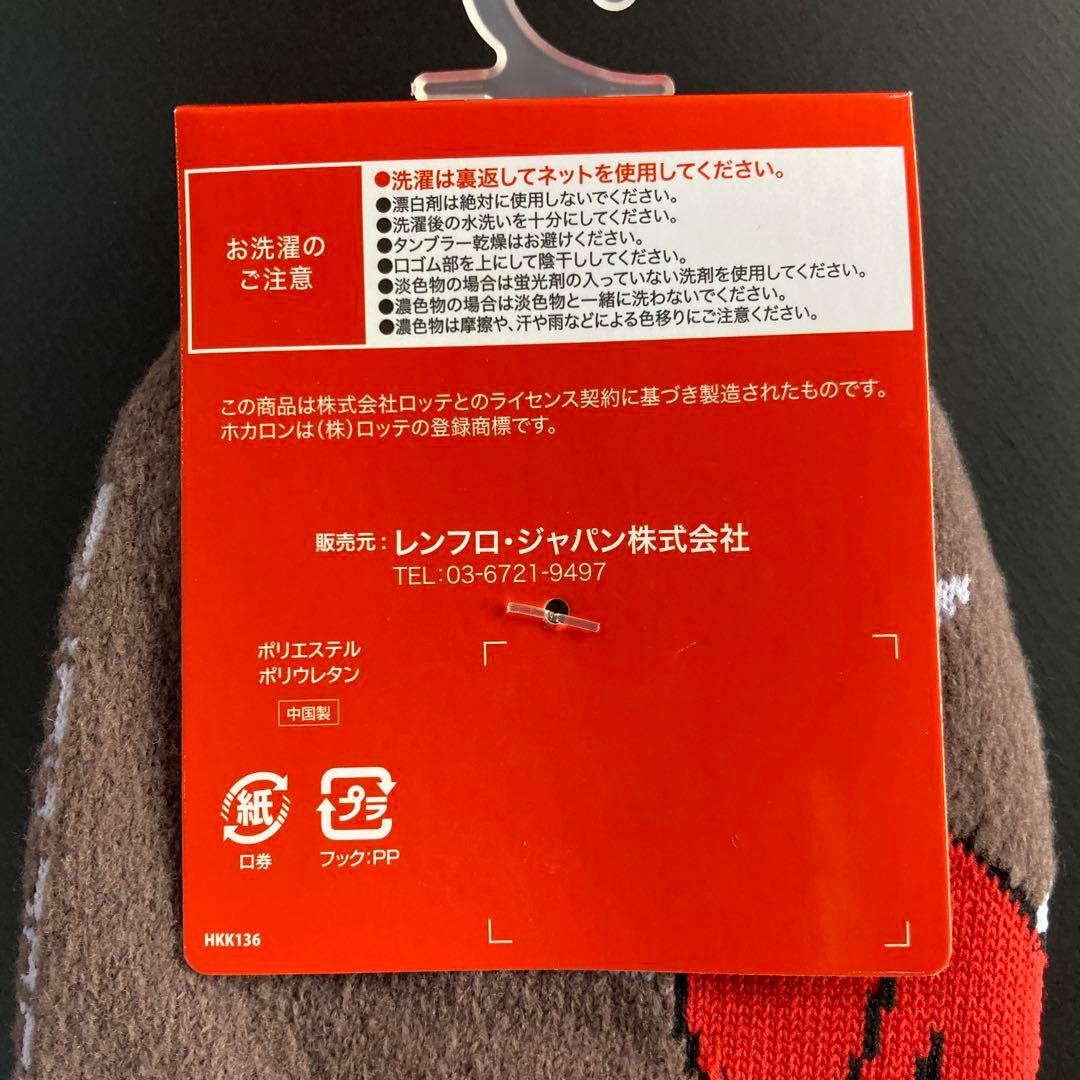 お洗濯の
ご注意
●洗濯は裏返してネットを使用してください。
●漂白剤は絶対に使用しないでください。
●洗濯後の水洗いを十分にしてください。
●タンブラー乾燥はお避けください。
●口ゴム部を上にして陰干ししてください。
●淡色物の場合は蛍光剤の入っていない洗剤を使用してください。
●濃色物の場合は淡色物と一緒に洗わないでください。
●濃色物は摩擦や、汗や雨などによる色移りにご注意ください。
この商品は株式会社ロッテとのライセンス契約に基づき製造されたものです。
ホカロンは(株)ロッテの登録商標です。
販売元:レンフロ・ジャパン株式会社
TEL:03-6721-9497
ポリエステル
ポリウレタン
中国製
紙
口券
プラ
フック:PP
HKK136